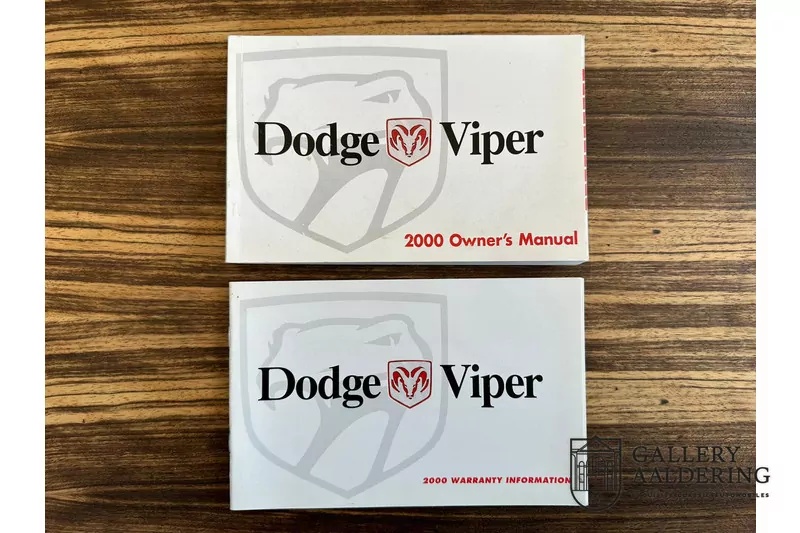 Dodge Viper
2000 Owner's Manual
Dodge Viper
2000 WARRANTY INFORMATION
GALLERY
AALDERING